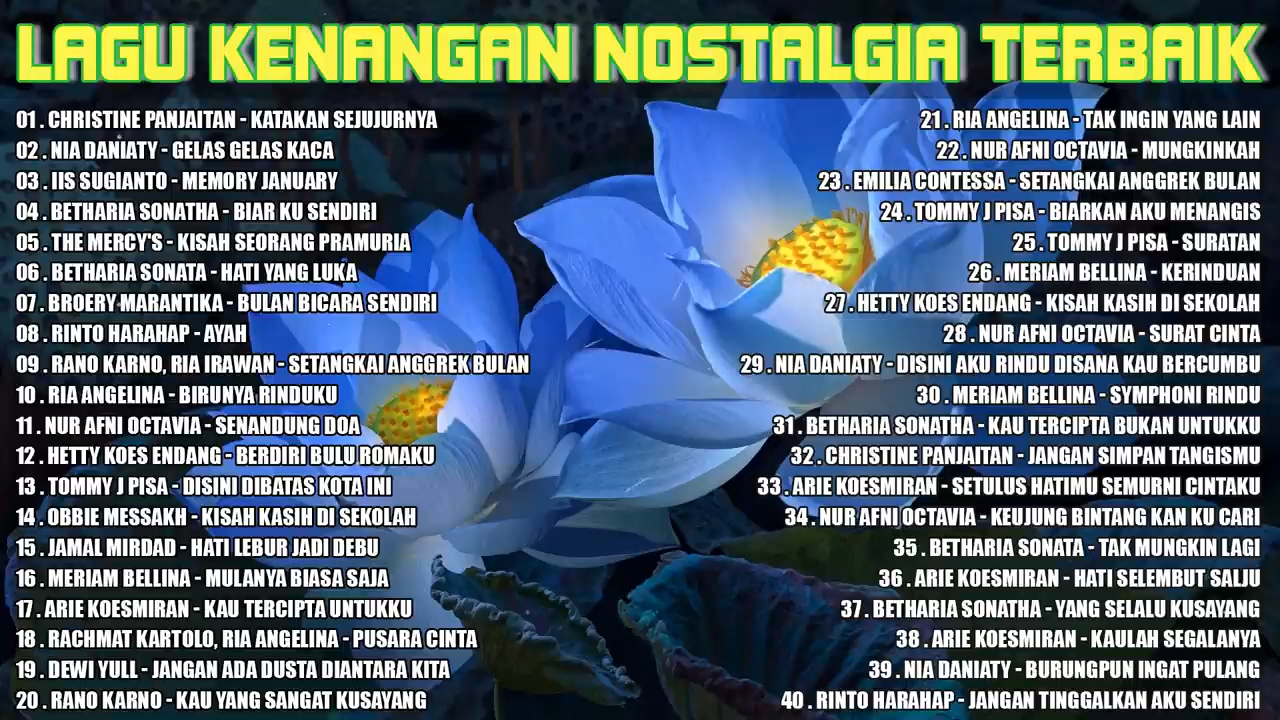 LAGU KENANGAN NOSTALGIA TERBAIK
01 . CHRISTINE PANJAITAN - KATAKAN SEJUJURNYA
02 . NIA DANIATY - GELAS GELAS KACA
03 . IIS SUGIANTO - MEMORY JANUARY
04 . BETHARIA SONATHA - BIAR KU SENDIRI
05 . THE MERCY'S - KISAH SEORANG PRAMURIA
06 . BETHARIA SONATA - HATI YANG LUKA
07 . BROERY MARANTIKA - BULAN BICARA SENDIRI
08 . RINTO HARAHAP - AYAH
09 . RANO KARNO, RIA IRAWAN - SETANGKAI ANGGREK BULAN
10 . RIA ANGELINA - BIRUNYA RINDUKU
11 . NUR AFNI OCTAVIA - SENANDUNG DOA
12 . HETTY KOES ENDANG - BERDIRI BULU ROMAKU
13 . TOMMY J PISA - DISINI DIBATAS KOTA INI
14 . OBBIE MESSAKH - KISAH KASIH DI SEKOLAH
15 . JAMAL MIRDAD - HATI LEBUR JADI DEBU
16 . MERIAM BELLINA - MULANYA BIASA SAJA
17 . ARIE KOESMIRAN - KAU TERCIPTA UNTUKKU
18 . RACHMAT KARTOLO, RIA ANGELINA - PUSARA CINTA
19 . DEWI YULL - JANGAN ADA DUSTA DIANTARA KITA
20 . RANO KARNO - KAU YANG SANGAT KUSAYANG
21 . RIA ANGELINA - TAK INGIN YANG LAIN
22 . NUR AFNI OCTAVIA - MUNGKINKAH
23 . EMILIA CONTESSA - SETANGKAI ANGGREK BULAN
24 . TOMMY J PISA - BIARKAN AKU MENANGIS
25 . TOMMY J PISA - SURATAN
26 . MERIAM BELLINA - KERINDUAN
27 . HETTY KOES ENDANG - KISAH KASIH DI SEKOLAH
28 . NUR AFNI OCTAVIA - SURAT CINTA
29 . NIA DANIATY - DISINI AKU RINDU DISANA KAU BERCUMBU
30 . MERIAM BELLINA - SYMPHONI RINDU
31 . BETHARIA SONATHA - KAU TERCIPTA BUKAN UNTUKKU
32 . CHRISTINE PANJAITAN - JANGAN SIMPAN TANGISMU
33 . ARIE KOESMIRAN - SETULUS HATIMU SEMURNI CINTAKU
34 . NUR AFNI OCTAVIA - KEUJUNG BINTANG KAN KU CARI
35 . BETHARIA SONATA - TAK MUNGKIN LAGI
36 . ARIE KOESMIRAN - HATI SELEMBUT SALJU
37 . BETHARIA SONATHA - YANG SELALU KUSAYANG
38 . ARIE KOESMIRAN - KAULAH SEGALANYA
39 . NIA DANIATY - BURUNGPUN INGAT PULANG
40 . RINTO HARAHAP - JANGAN TINGGALKAN AKU SENDIRI